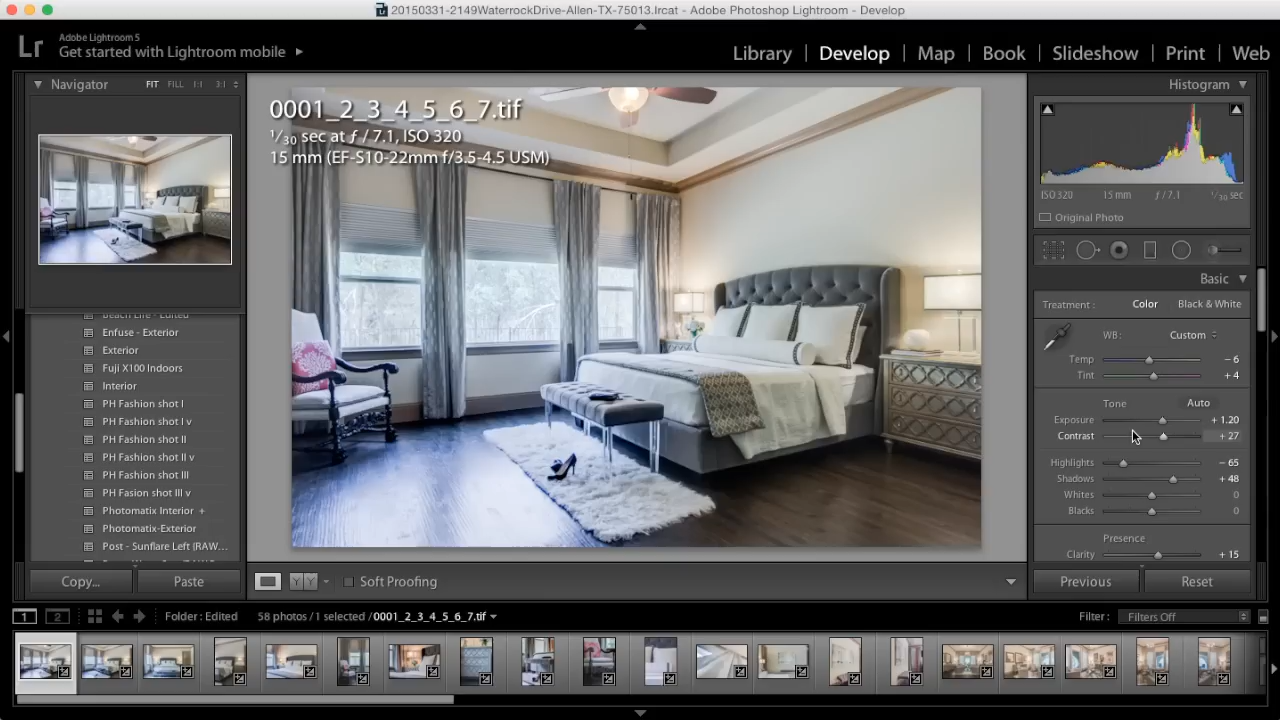 20150331-2149WaterrockDrive-Allen-TX-75013.lrcat - Adobe Photoshop Lightroom - Develop
Lr
Adobe Lightroom 5
Get started with Lightroom mobile
Library | Develop | Map | Book | Slideshow | Print | Web
Navigator FIT FILL 1:1 3:1
Beach Life - Edited
Enfuse - Exterior
Exterior
Fuji X100 Indoors
Interior
PH Fashion shot I
PH Fashion shot I v
PH Fashion shot II
PH Fashion shot II v
PH Fashion shot III
PH Fasion shot III v
Photomatix Interior +
Photomatix-Exterior
Post - Sunflare Left (RAW...
Copy... Paste
0001_2_3_4_5_6_7.tif
1/30 sec at ƒ / 7.1, ISO 320
15 mm (EF-S10-22mm f/3.5-4.5 USM)
Histogram
ISO 320 15 mm ƒ / 7.1 1/30 sec
Original Photo
Basic
Treatment : Color Black & White
WB: Custom
Temp - 6
Tint + 4
Tone Auto
Exposure + 1.20
Contrast + 27
Highlights - 65
Shadows + 48
Whites 0
Blacks 0
Presence
Clarity + 15
Y Y Soft Proofing
Previous Reset
1 2 Folder : Edited 58 photos / 1 selected / 0001_2_3_4_5_6_7.tif Filter : Filters Off